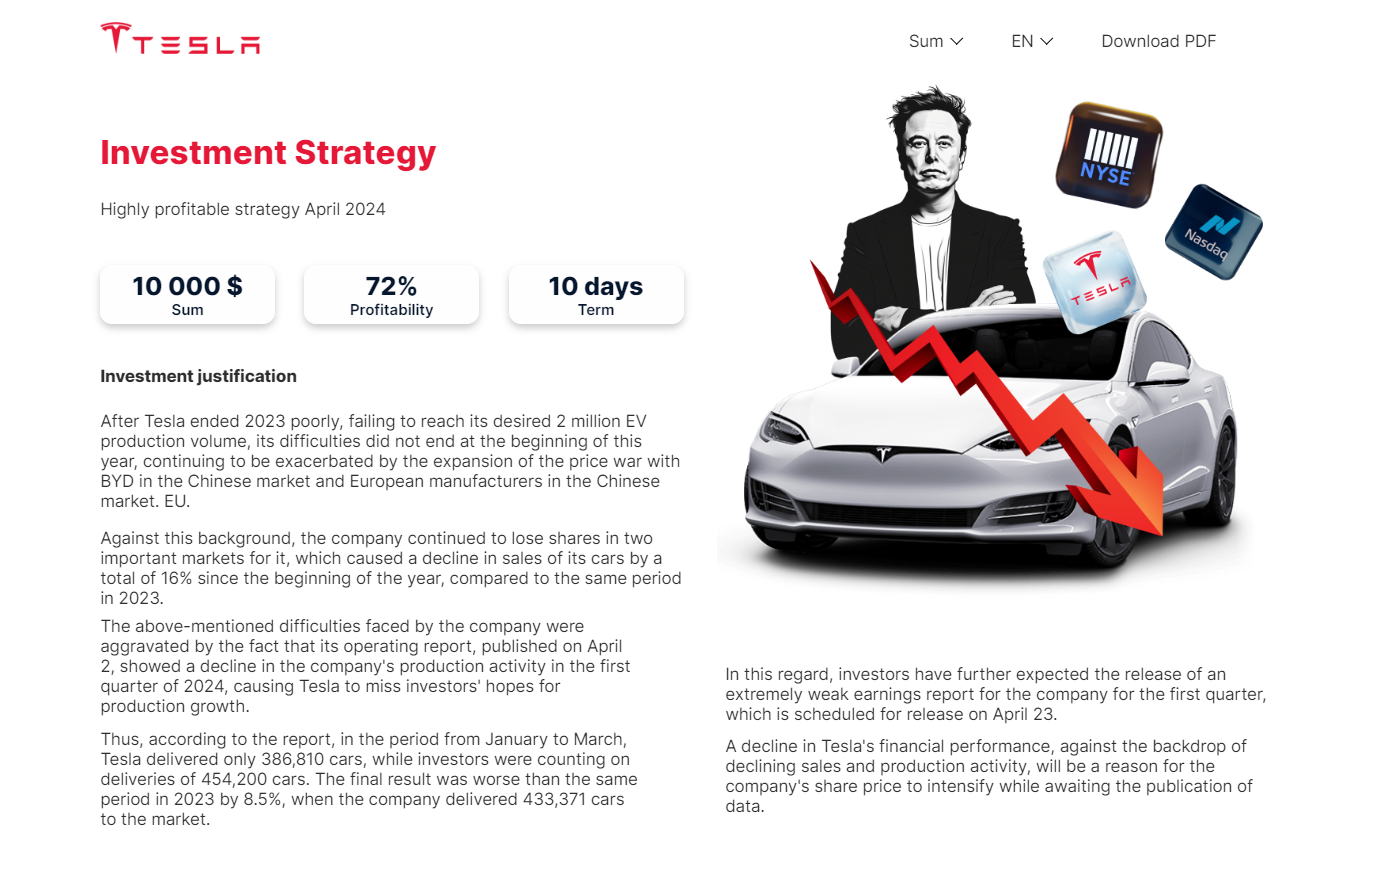 TESLA
Sum
EN
Download PDF
Investment Strategy
Highly profitable strategy April 2024
10 000 $
Sum
72%
Profitability
10 days
Term
NYSE
Nasdaq
TESLA
Investment justification
After Tesla ended 2023 poorly, failing to reach its desired 2 million EV
production volume, its difficulties did not end at the beginning of this
year, continuing to be exacerbated by the expansion of the price war with
BYD in the Chinese market and European manufacturers in the Chinese
market. EU.
Against this background, the company continued to lose shares in two
important markets for it, which caused a decline in sales of its cars by a
total of 16% since the beginning of the year, compared to the same period
in 2023.
The above-mentioned difficulties faced by the company were
aggravated by the fact that its operating report, published on April
2, showed a decline in the company's production activity in the first
quarter of 2024, causing Tesla to miss investors' hopes for
production growth.
Thus, according to the report, in the period from January to March,
Tesla delivered only 386,810 cars, while investors were counting on
deliveries of 454,200 cars. The final result was worse than the same
period in 2023 by 8.5%, when the company delivered 433,371 cars
to the market.
In this regard, investors have further expected the release of an
extremely weak earnings report for the company for the first quarter,
which is scheduled for release on April 23.
A decline in Tesla's financial performance, against the backdrop of
declining sales and production activity, will be a reason for the
company's share price to intensify while awaiting the publication of
data.